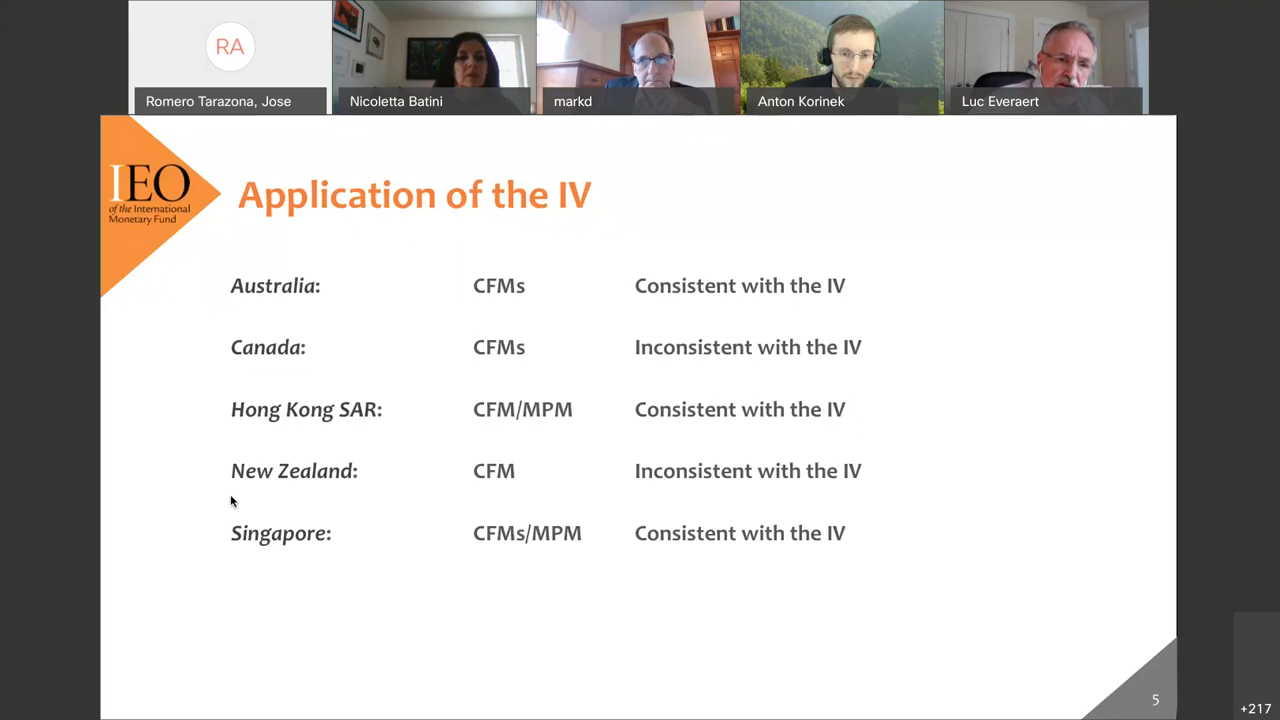 RA
Romero Tarazona, Jose
Nicoletta Batini
markd
Anton Korinek
Luc Everaert
IEO
of the International
Monetary Fund
Application of the IV
Australia: CFMs Consistent with the IV
Canada: CFMs Inconsistent with the IV
Hong Kong SAR: CFM/MPM Consistent with the IV
New Zealand: CFM Inconsistent with the IV
Singapore: CFMs/MPM Consistent with the IV
5
+217